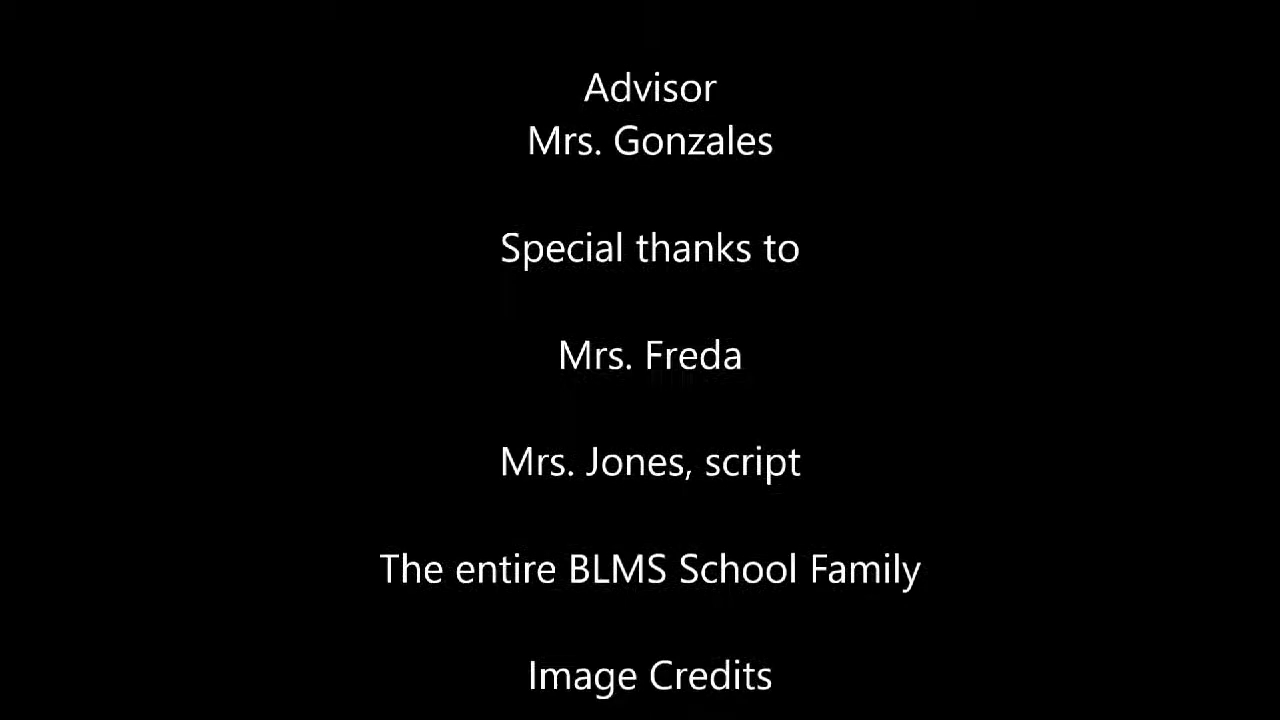 Advisor
Mrs. Gonzales
Special thanks to
Mrs. Freda
Mrs. Jones, script
The entire BLMS School Family
Image Credits